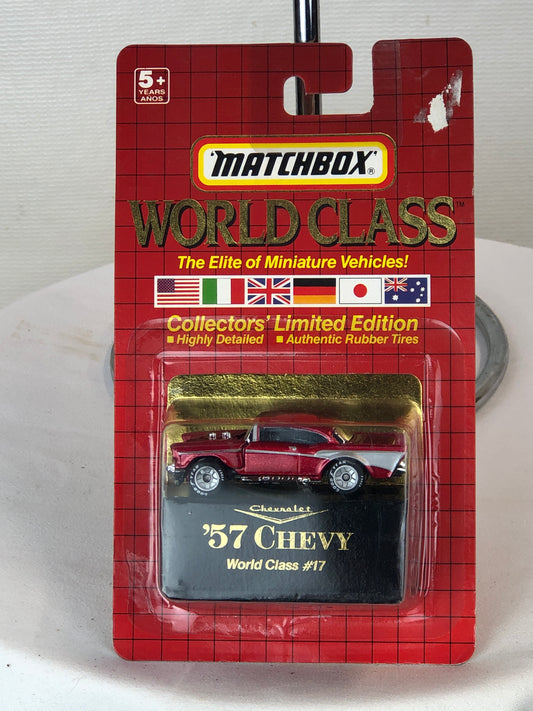 5+
YEARS
AÑOS
"MATCHBOX"®
WORLD CLASS™
The Elite of Miniature Vehicles!
Collectors' Limited Edition
■ Highly Detailed ■ Authentic Rubber Tires
Chevrolet
'57 CHEVY
World Class #17